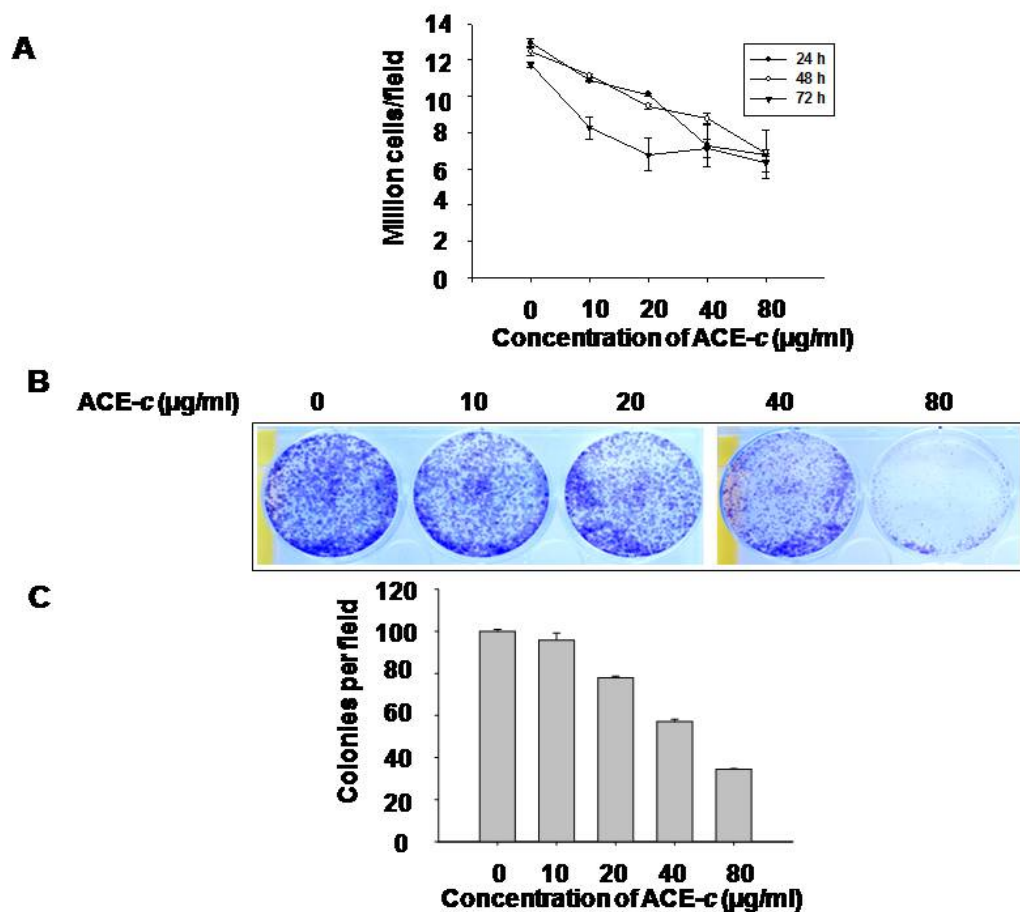 A
Million cells/field
14
12
10
8
6
4
2
0
24 h
48 h
72 h
0 10 20 40 80
Concentration of ACE-c (µg/ml)
B
ACE-c (µg/ml) 0 10 20 40 80
C
Colonies per field
120
100
80
60
40
20
0
0 10 20 40 80
Concentration of ACE-c (µg/ml)